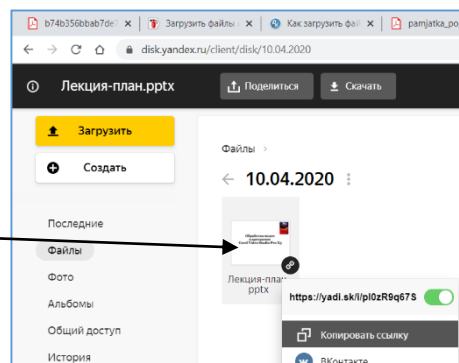 b74b356bbab7de7
Загрузить файлы
Как загрузить фай
pamjatka_po
disk.yandex.ru/client/disk/10.04.2020
Лекция-план.pptx
Поделиться
Скачать
Загрузить
Создать
Файлы >
10.04.2020
Последние
Файлы
Фото
Альбомы
Общий доступ
История
Лекция-план.
pptx
https://yadi.sk/i/pl0zR9q67S
Копировать ссылку
ВКонтакте